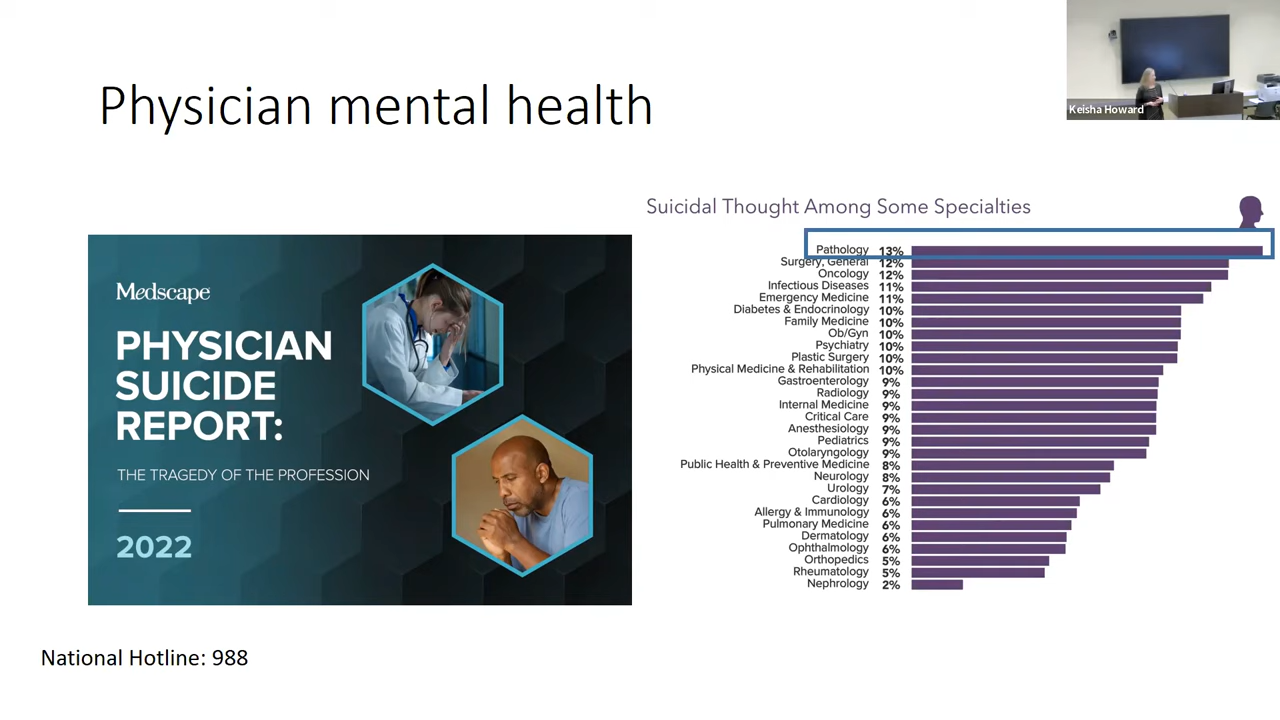 Physician mental health
Keisha Howard
Medscape
PHYSICIAN
SUICIDE
REPORT:
THE TRAGEDY OF THE PROFESSION
2022
Suicidal Thought Among Some Specialties
Pathology 13%
Surgery, General 12%
Oncology 12%
Infectious Diseases 11%
Emergency Medicine 11%
Diabetes & Endocrinology 10%
Family Medicine 10%
Ob/Gyn 10%
Psychiatry 10%
Plastic Surgery 10%
Physical Medicine & Rehabilitation 10%
Gastroenterology 9%
Radiology 9%
Internal Medicine 9%
Critical Care 9%
Anesthesiology 9%
Pediatrics 9%
Otolaryngology 9%
Public Health & Preventive Medicine 8%
Neurology 8%
Urology 7%
Cardiology 6%
Allergy & Immunology 6%
Pulmonary Medicine 6%
Dermatology 6%
Ophthalmology 6%
Orthopedics 5%
Rheumatology 5%
Nephrology 2%
National Hotline: 988